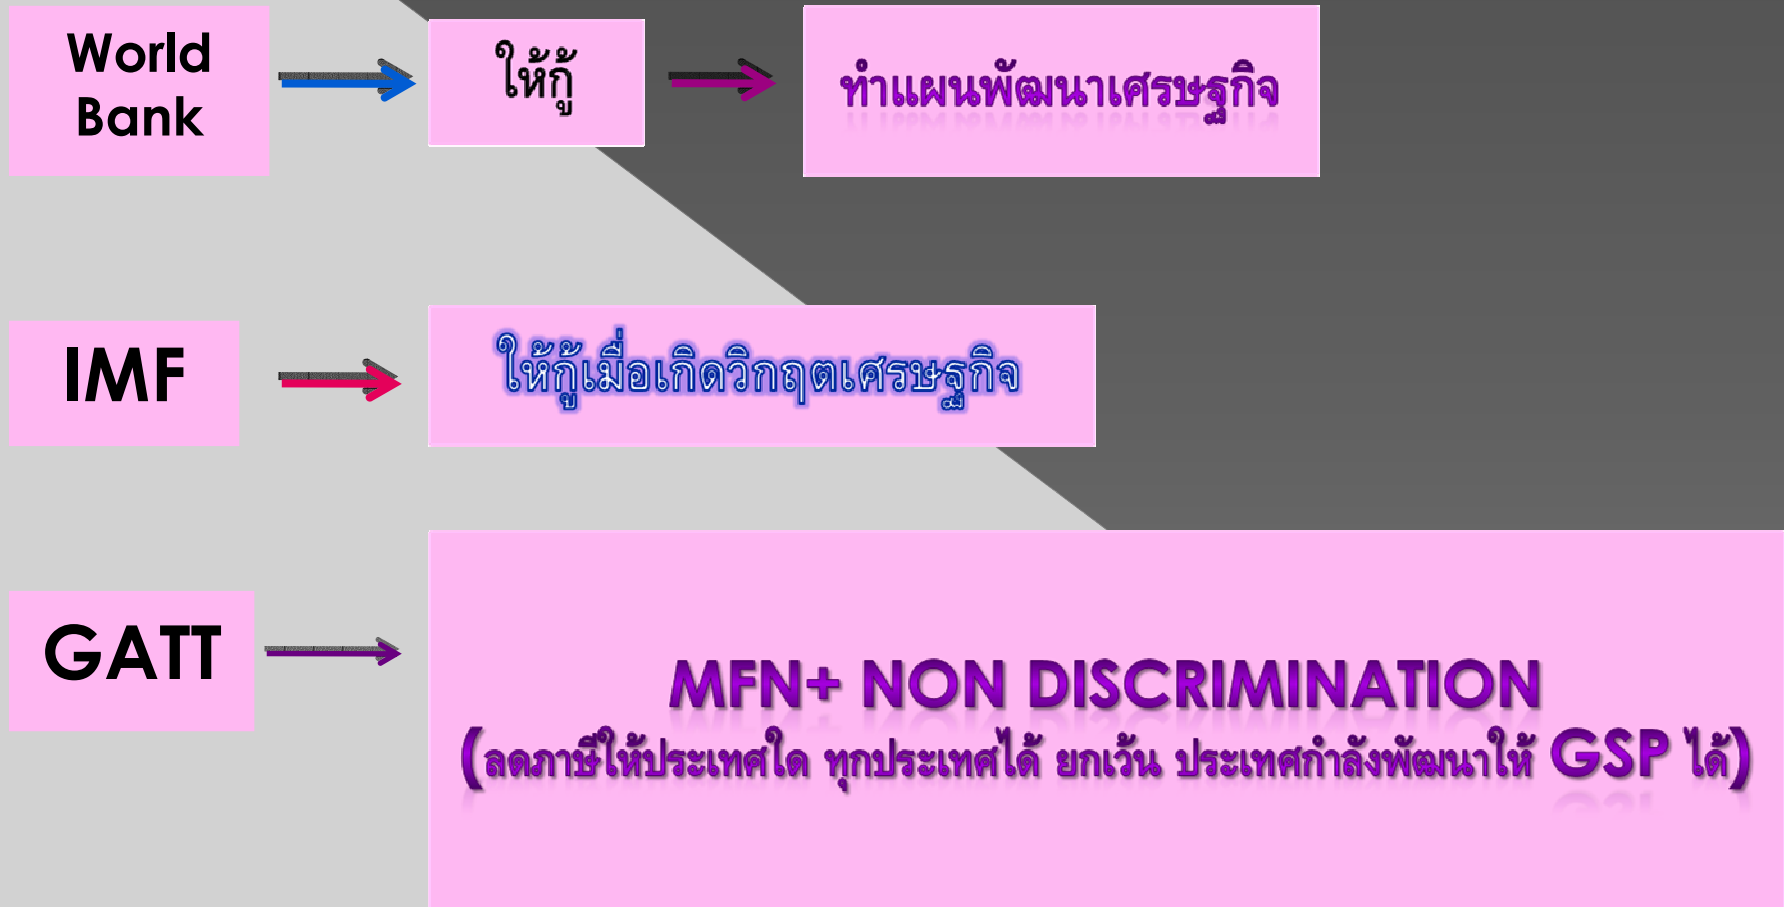 World
Bank
ให้กู้
ทำแผนพัฒนาเศรษฐกิจ
IMF
ให้กู้เมื่อเกิดวิกฤตเศรษฐกิจ
GATT
MFN+ NON DISCRIMINATION
(ลดภาษีให้ประเทศใด ทุกประเทศได้ ยกเว้น ประเทศกำลังพัฒนาให้ GSP ได้)